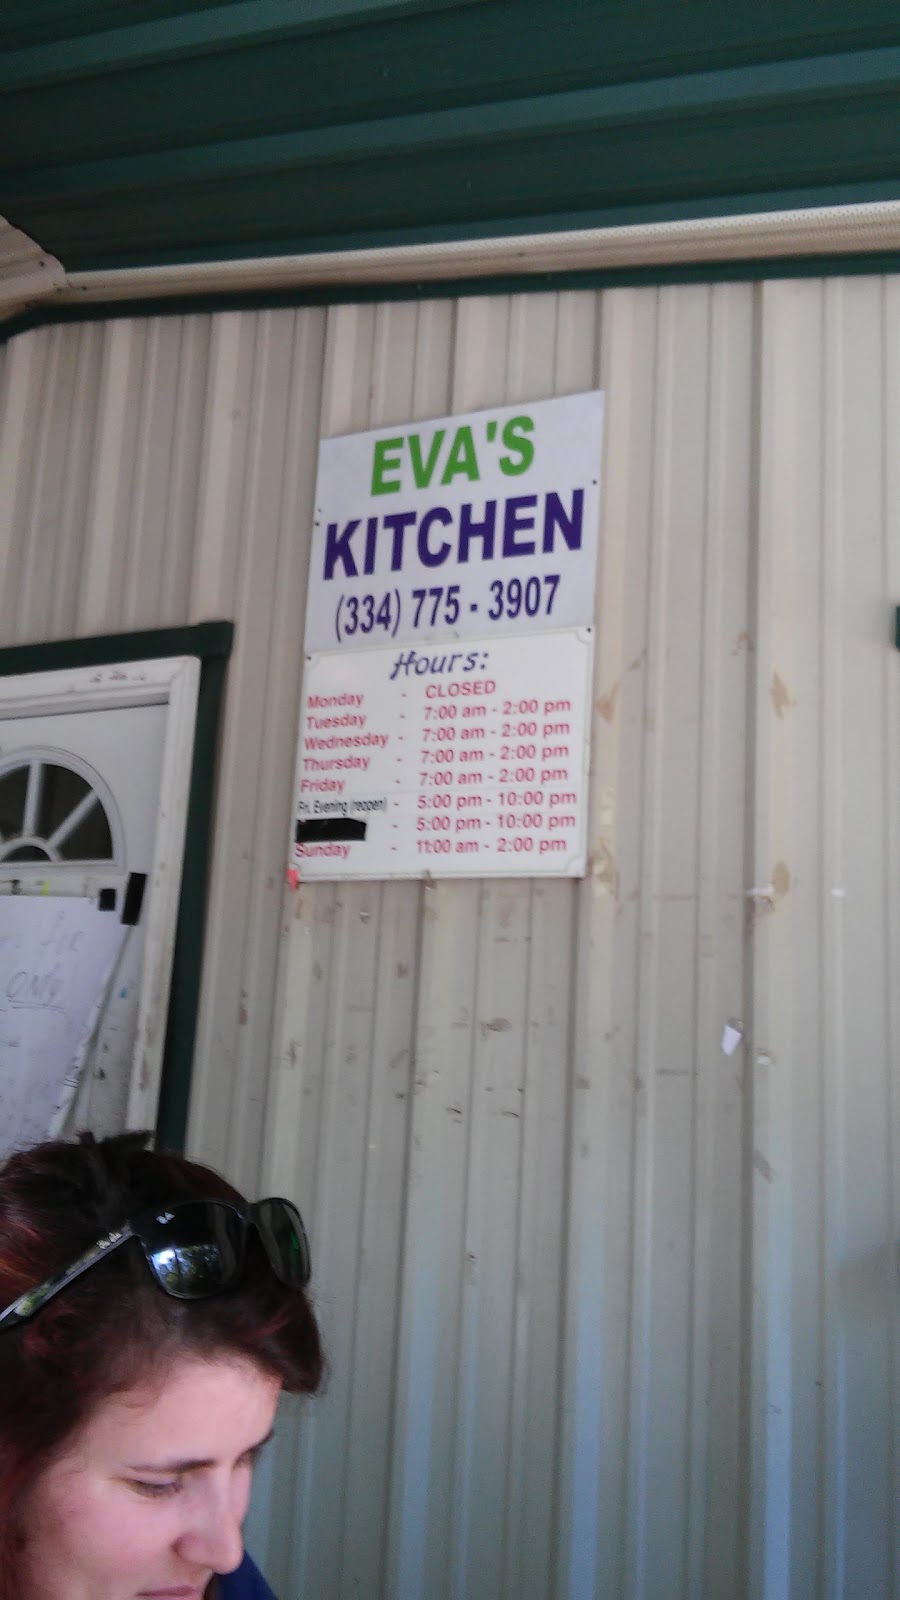 EVA'S
KITCHEN
(334) 775 - 3907
Hours:
Monday - CLOSED
Tuesday - 7:00 am - 2:00 pm
Wednesday - 7:00 am - 2:00 pm
Thursday - 7:00 am - 2:00 pm
Friday - 7:00 am - 2:00 pm
Fri. Evening (reopen) - 5:00 pm - 10:00 pm
- 5:00 pm - 10:00 pm
Sunday - 11:00 am - 2:00 pm
for
ONLY!